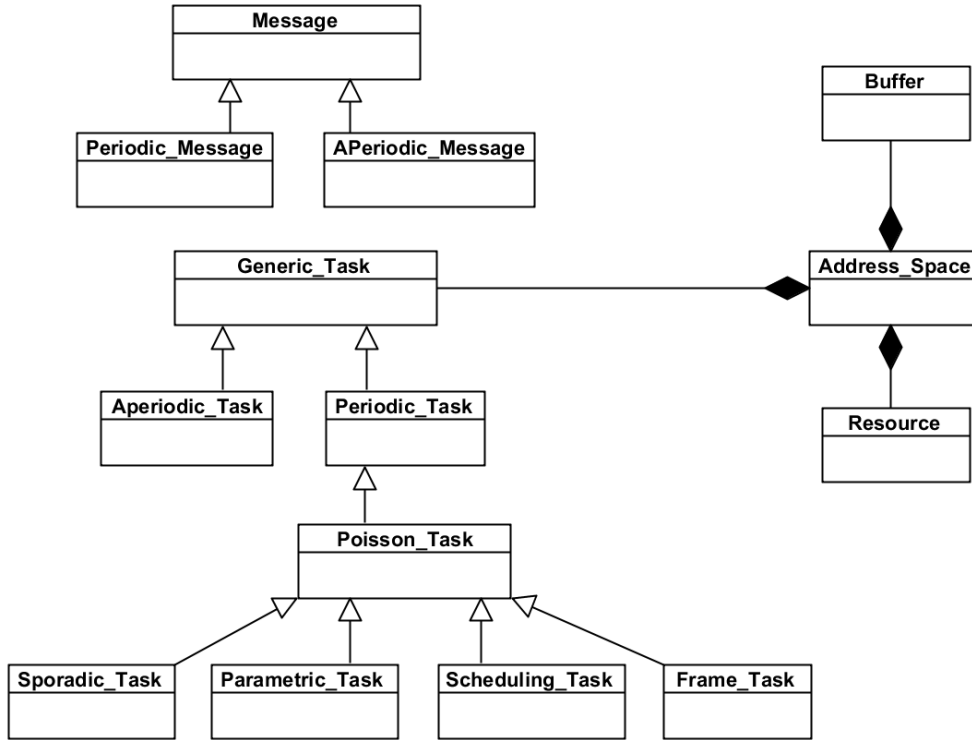 Message
Buffer
Periodic_Message
APeriodic_Message
Generic_Task
Address_Space
Aperiodic_Task
Periodic_Task
Resource
Poisson_Task
Sporadic_Task
Parametric_Task
Scheduling_Task
Frame_Task